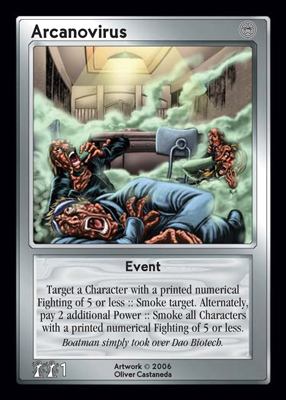 Arcanovirus
Event
Target a Character with a printed numerical
Fighting of 5 or less :: Smoke target. Alternately,
pay 2 additional Power :: Smoke all Characters
with a printed numerical Fighting of 5 or less.
Boatman simply took over Dao Biotech.
1
Artwork © 2006
Oliver Castaneda